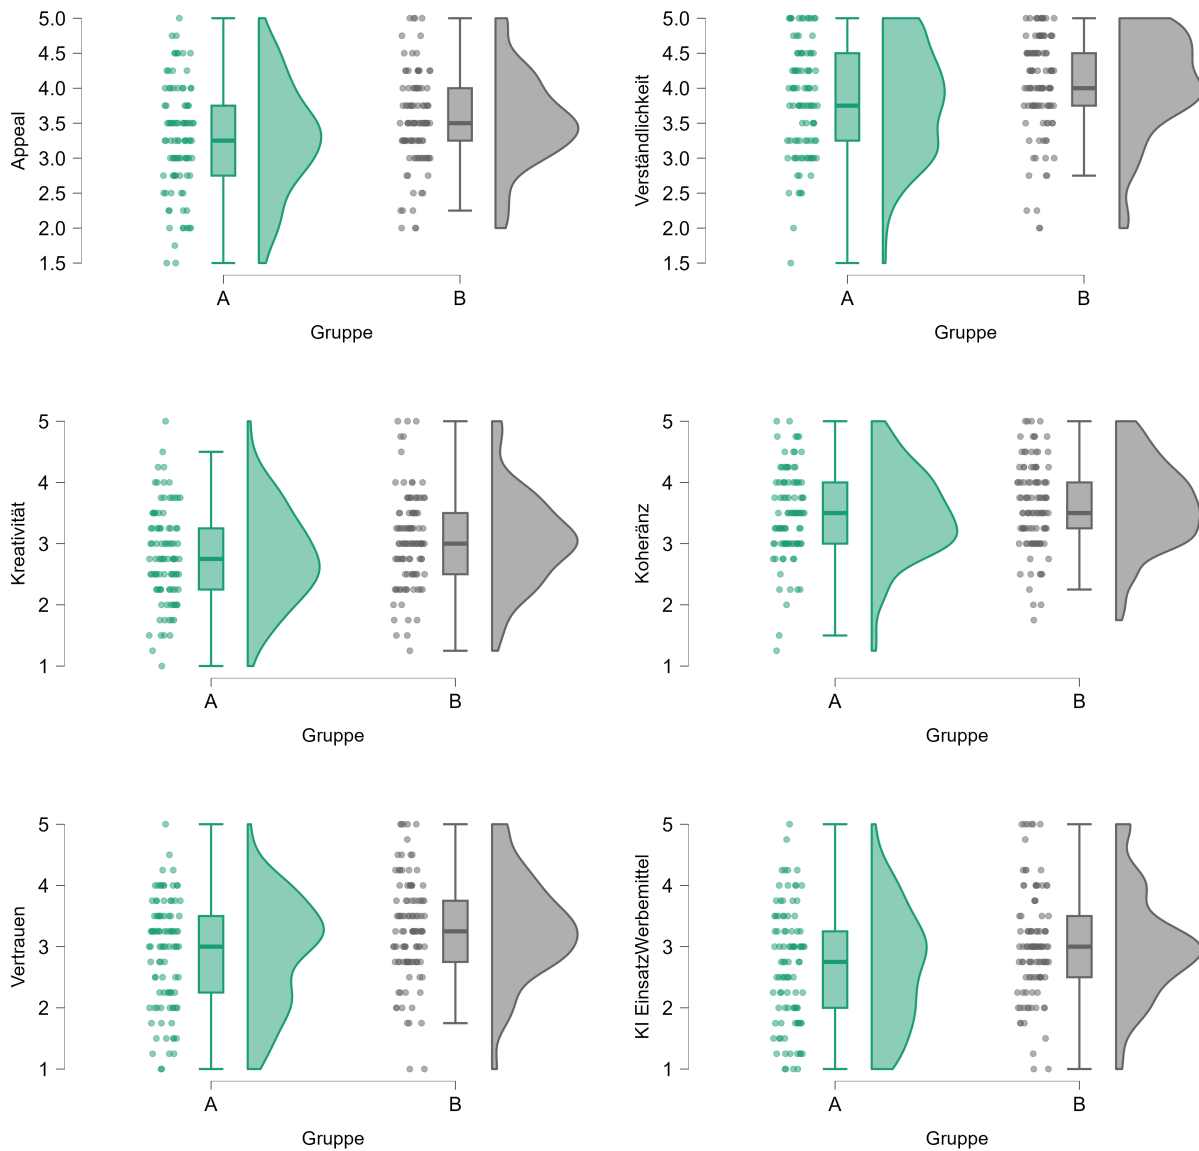 Appeal
5.0
4.5
4.0
3.5
3.0
2.5
2.0
1.5
A
B
Gruppe
Verständlichkeit
5.0
4.5
4.0
3.5
3.0
2.5
2.0
1.5
A
B
Gruppe
Kreativität
5
4
3
2
1
A
B
Gruppe
Koheränz
5
4
3
2
1
A
B
Gruppe
Vertrauen
5
4
3
2
1
A
B
Gruppe
KI EinsatzWerbemittel
5
4
3
2
1
A
B
Gruppe